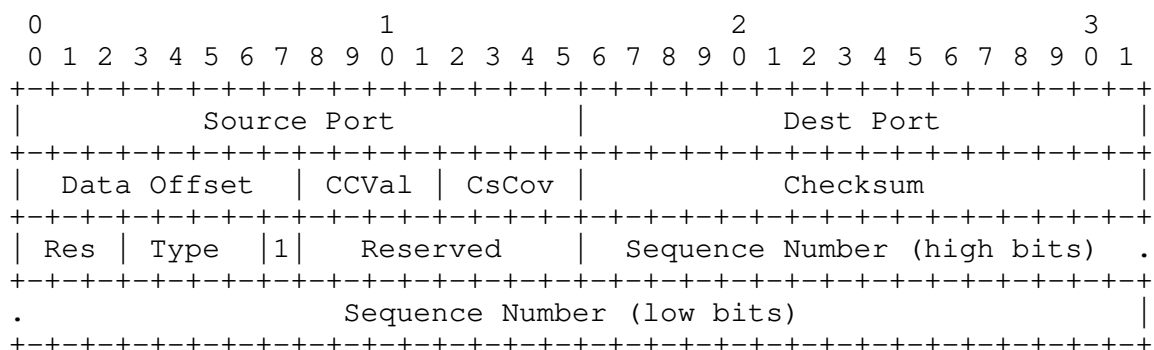 0                   1                   2                   3
 0 1 2 3 4 5 6 7 8 9 0 1 2 3 4 5 6 7 8 9 0 1 2 3 4 5 6 7 8 9 0 1
+-+-+-+-+-+-+-+-+-+-+-+-+-+-+-+-+-+-+-+-+-+-+-+-+-+-+-+-+-+-+-+-+
|          Source Port          |           Dest Port           |
+-+-+-+-+-+-+-+-+-+-+-+-+-+-+-+-+-+-+-+-+-+-+-+-+-+-+-+-+-+-+-+-+
|  Data Offset  | CCVal | CsCov |           Checksum            |
+-+-+-+-+-+-+-+-+-+-+-+-+-+-+-+-+-+-+-+-+-+-+-+-+-+-+-+-+-+-+-+-+
| Res | Type  |1|   Reserved    |  Sequence Number (high bits)  .
+-+-+-+-+-+-+-+-+-+-+-+-+-+-+-+-+-+-+-+-+-+-+-+-+-+-+-+-+-+-+-+-+
.                  Sequence Number (low bits)                   |
+-+-+-+-+-+-+-+-+-+-+-+-+-+-+-+-+-+-+-+-+-+-+-+-+-+-+-+-+-+-+-+-+